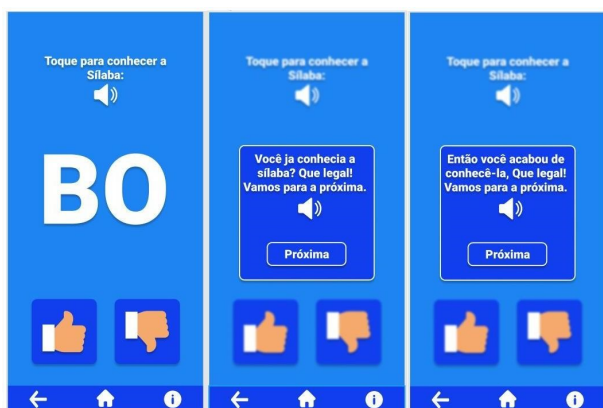 Toque para conhecer a
Sílaba:
BO
Toque para conhecer a
Sílaba:
Você ja conhecia a
sílaba? Que legal!
Vamos para a próxima.
Próxima
Toque para conhecer a
Sílaba:
Então você acabou de
conhecê-la, Que legal!
Vamos para a próxima.
Próxima